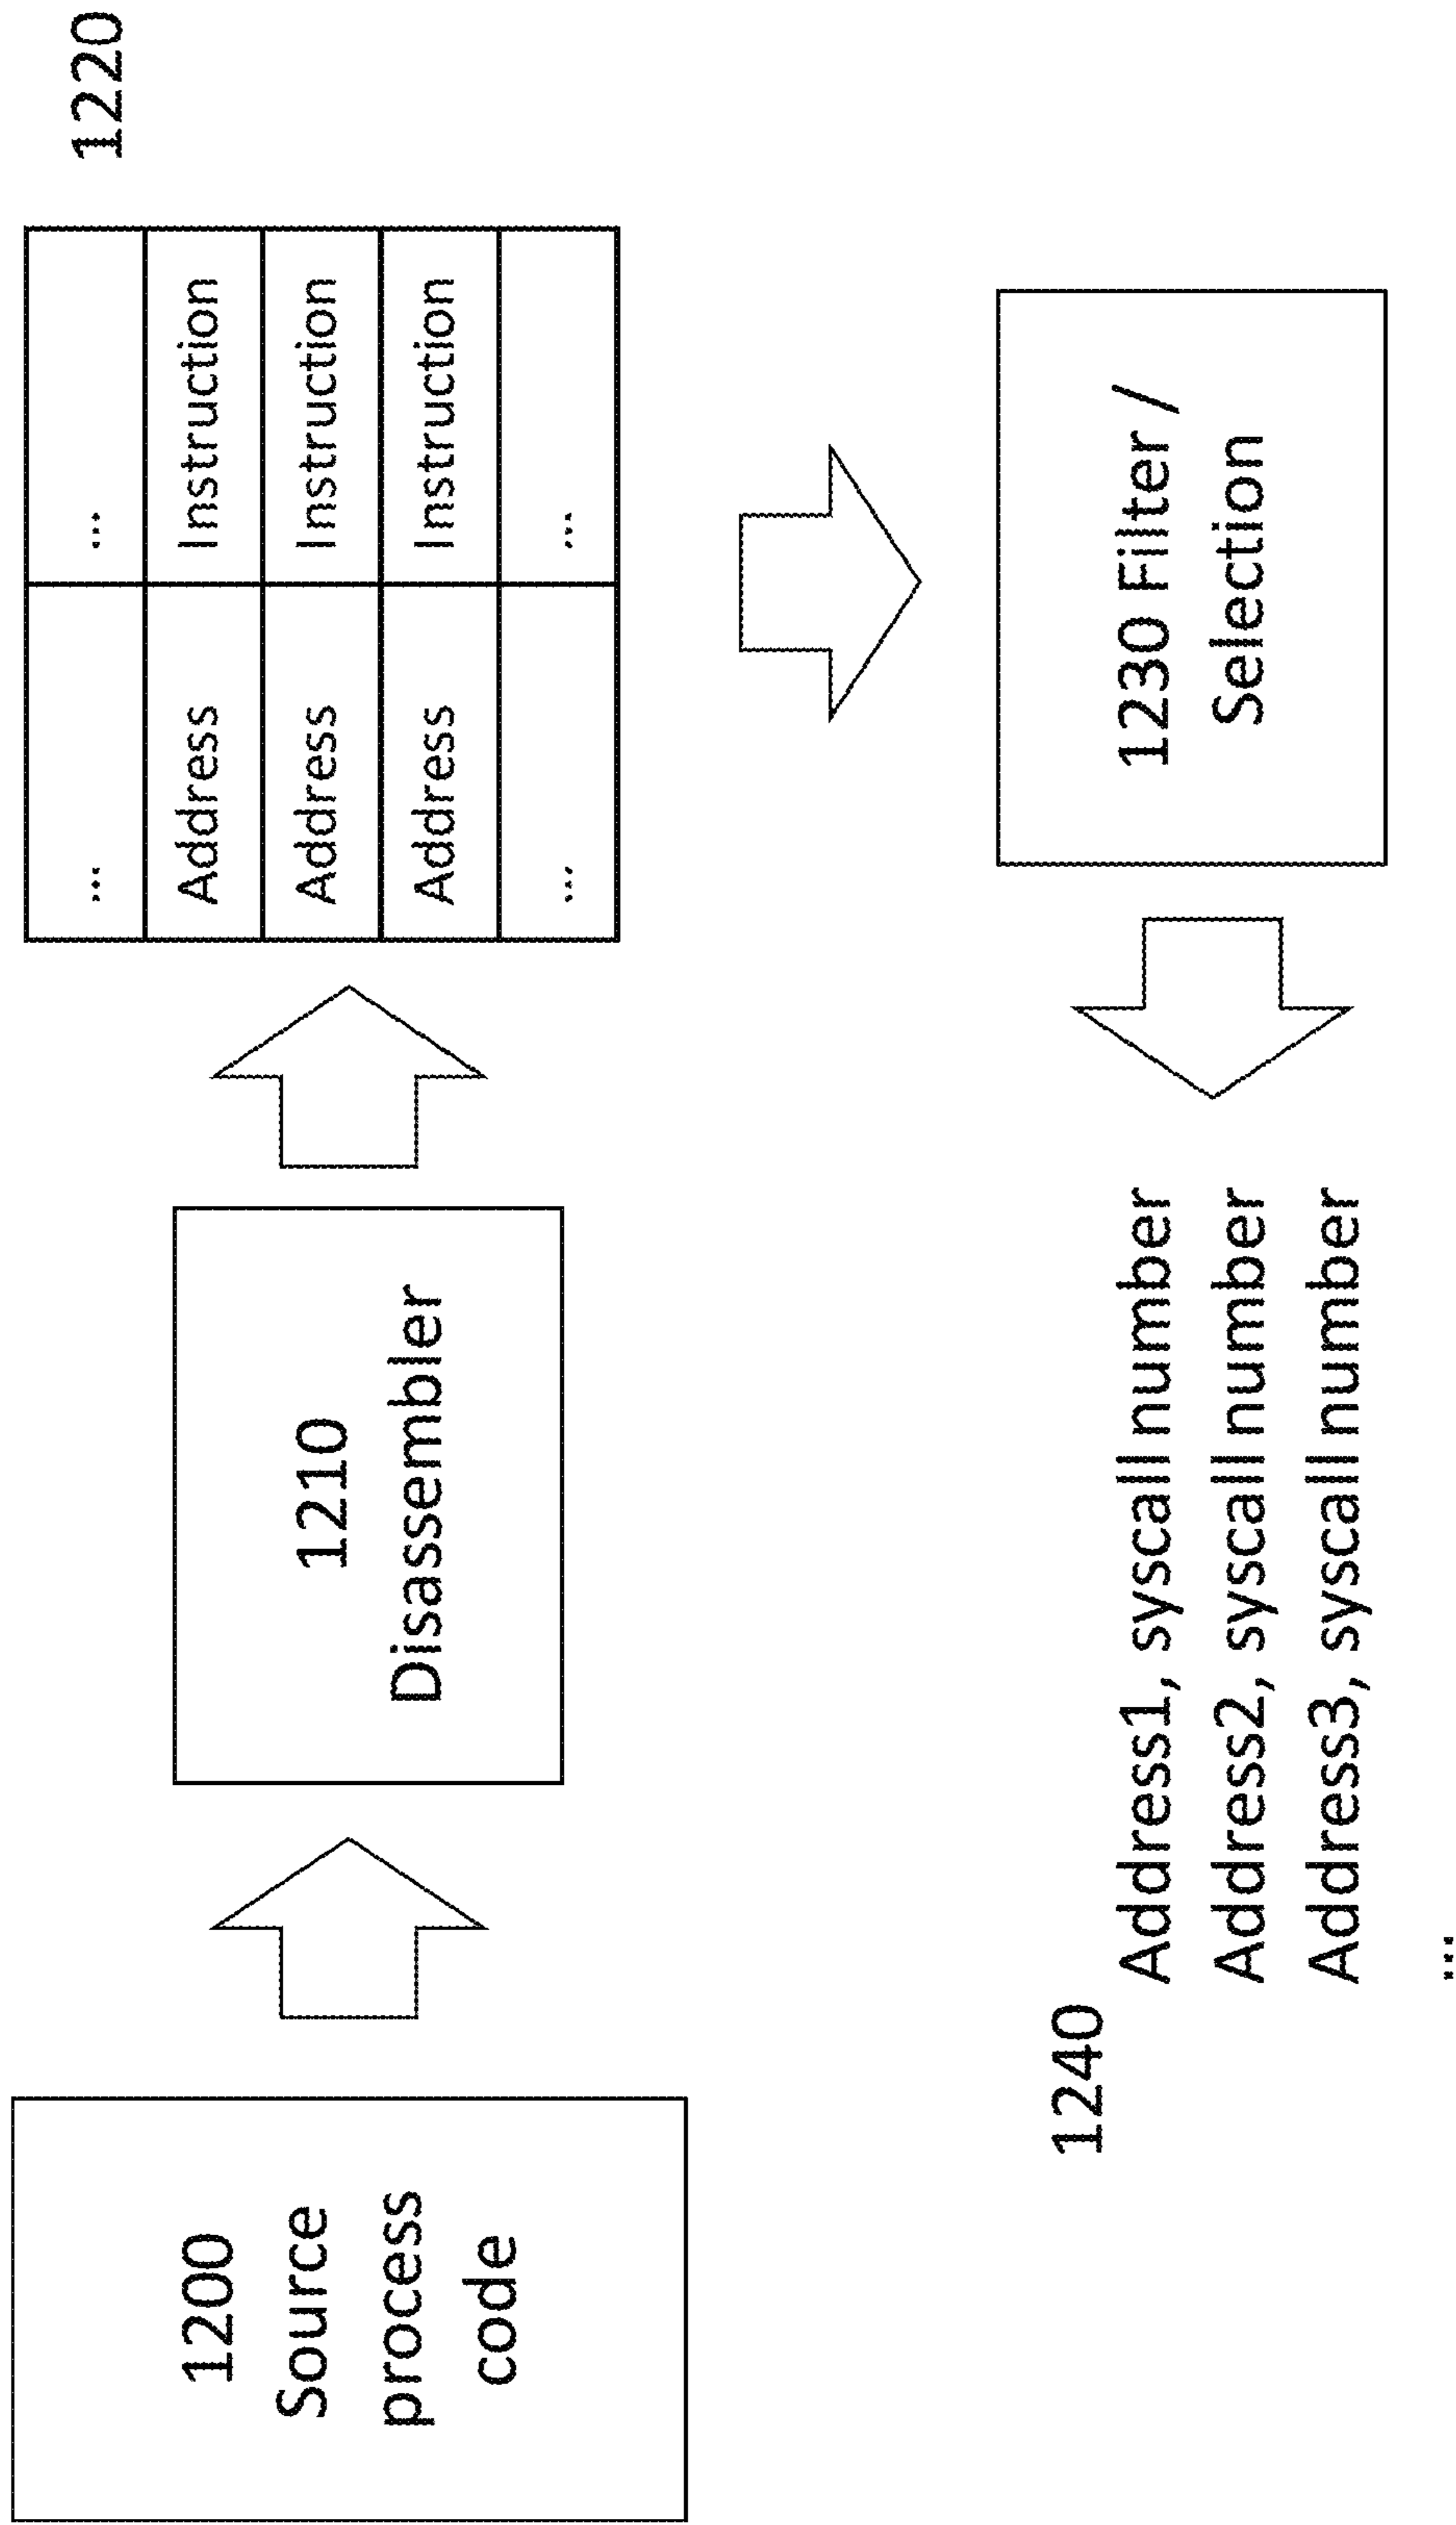 1200
Source
process
code
1210
Disassembler
1220
... ...
Address Instruction
Address Instruction
Address Instruction
... ...
1230 Filter /
Selection
1240
Address1, syscall number
Address2, syscall number
Address3, syscall number
...